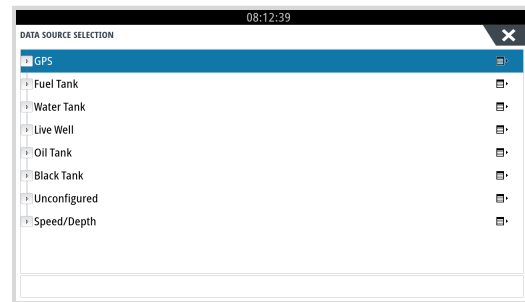 08:12:39
DATA SOURCE SELECTION
GPS
Fuel Tank
Water Tank
Live Well
Oil Tank
Black Tank
Unconfigured
Speed/Depth